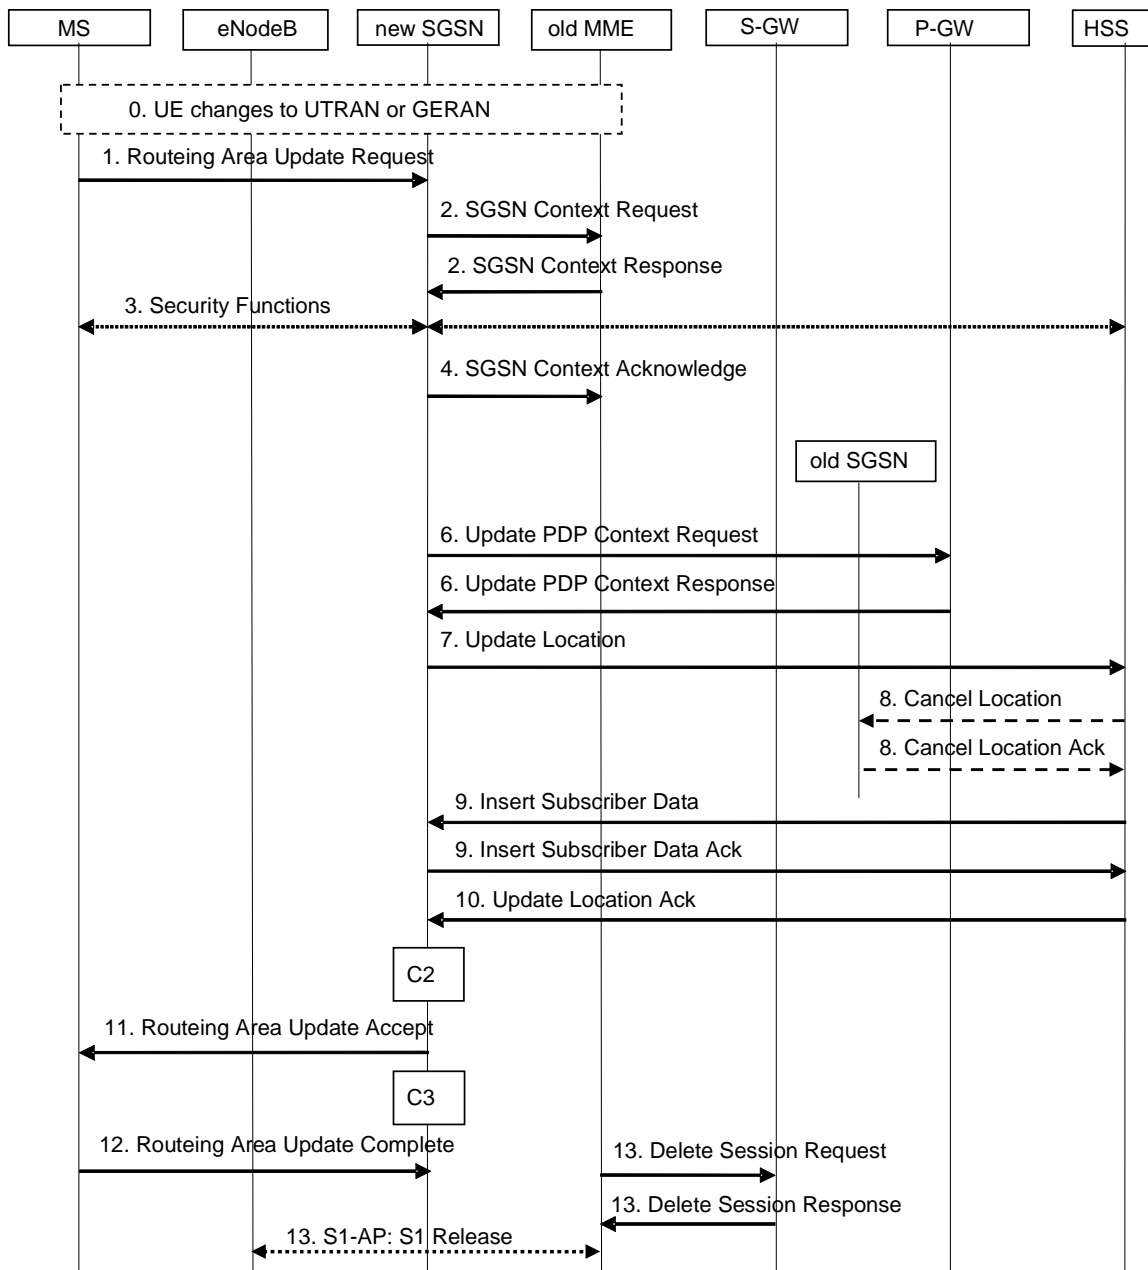 MS
eNodeB
new SGSN
old MME
S-GW
P-GW
HSS
0. UE changes to UTRAN or GERAN
1. Routeing Area Update Request
2. SGSN Context Request
2. SGSN Context Response
3. Security Functions
4. SGSN Context Acknowledge
old SGSN
6. Update PDP Context Request
6. Update PDP Context Response
7. Update Location
8. Cancel Location
8. Cancel Location Ack
9. Insert Subscriber Data
9. Insert Subscriber Data Ack
10. Update Location Ack
C2
11. Routeing Area Update Accept
C3
12. Routeing Area Update Complete
13. Delete Session Request
13. Delete Session Response
13. S1-AP: S1 Release